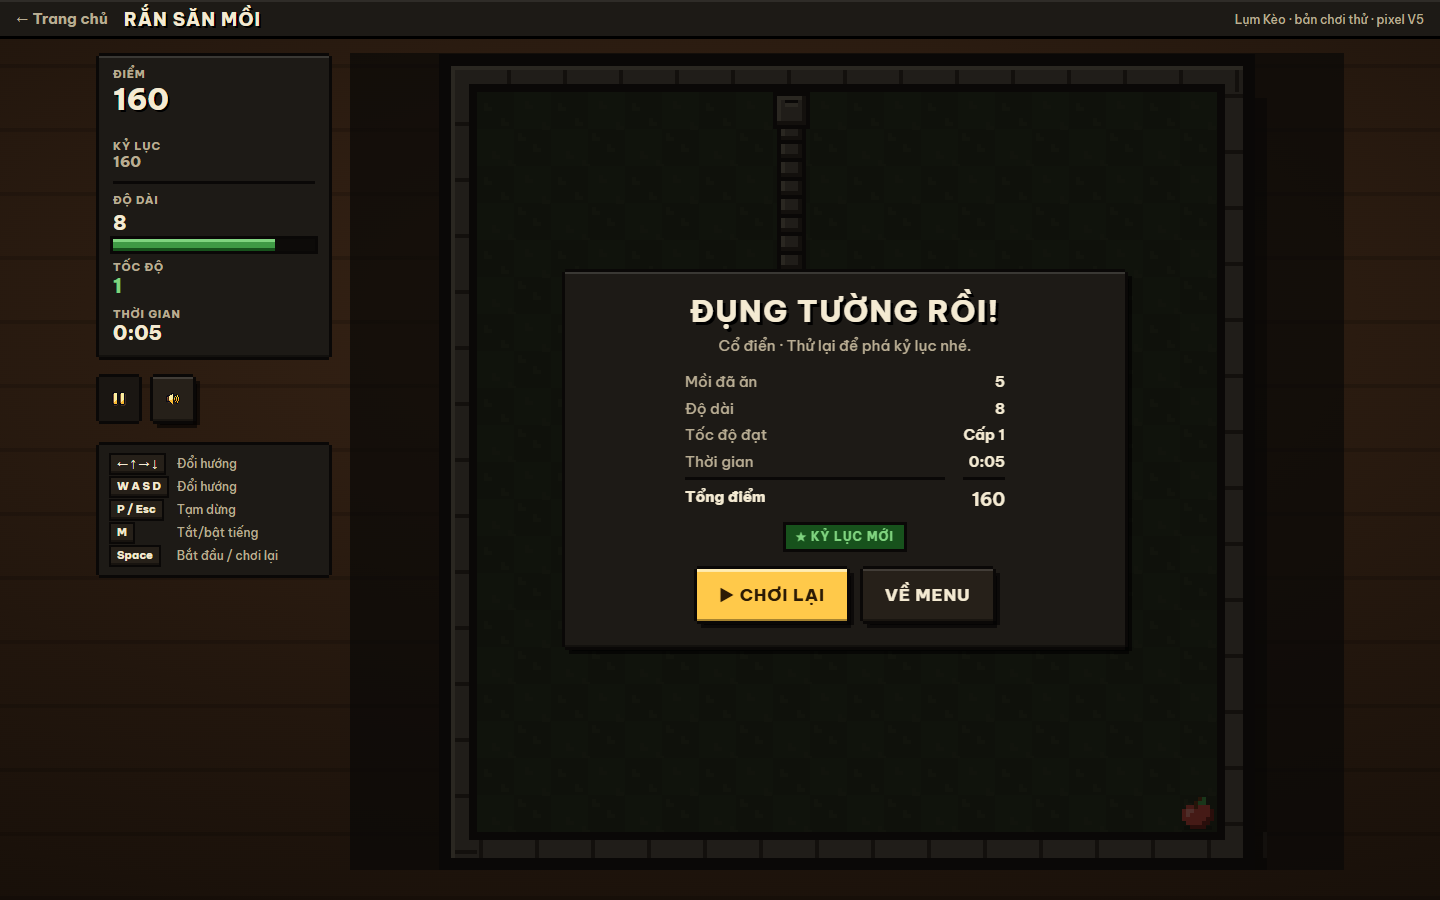 ← Trang chủ RẮN SĂN MỒI
Lụm Kèo · bản chơi thử · pixel V5
ĐIỂM
160
KỶ LỤC
160
ĐỘ DÀI
8
TỐC ĐỘ
1
THỜI GIAN
0:05
←↑→↓ Đổi hướng
W A S D Đổi hướng
P / Esc Tạm dừng
M Tắt/bật tiếng
Space Bắt đầu / chơi lại
ĐỤNG TƯỜNG RỒI!
Cổ điển · Thử lại để phá kỷ lục nhé.
Mồi đã ăn 5
Độ dài 8
Tốc độ đạt Cấp 1
Thời gian 0:05
Tổng điểm 160
★ KỶ LỤC MỚI
▶ CHƠI LẠI
VỀ MENU